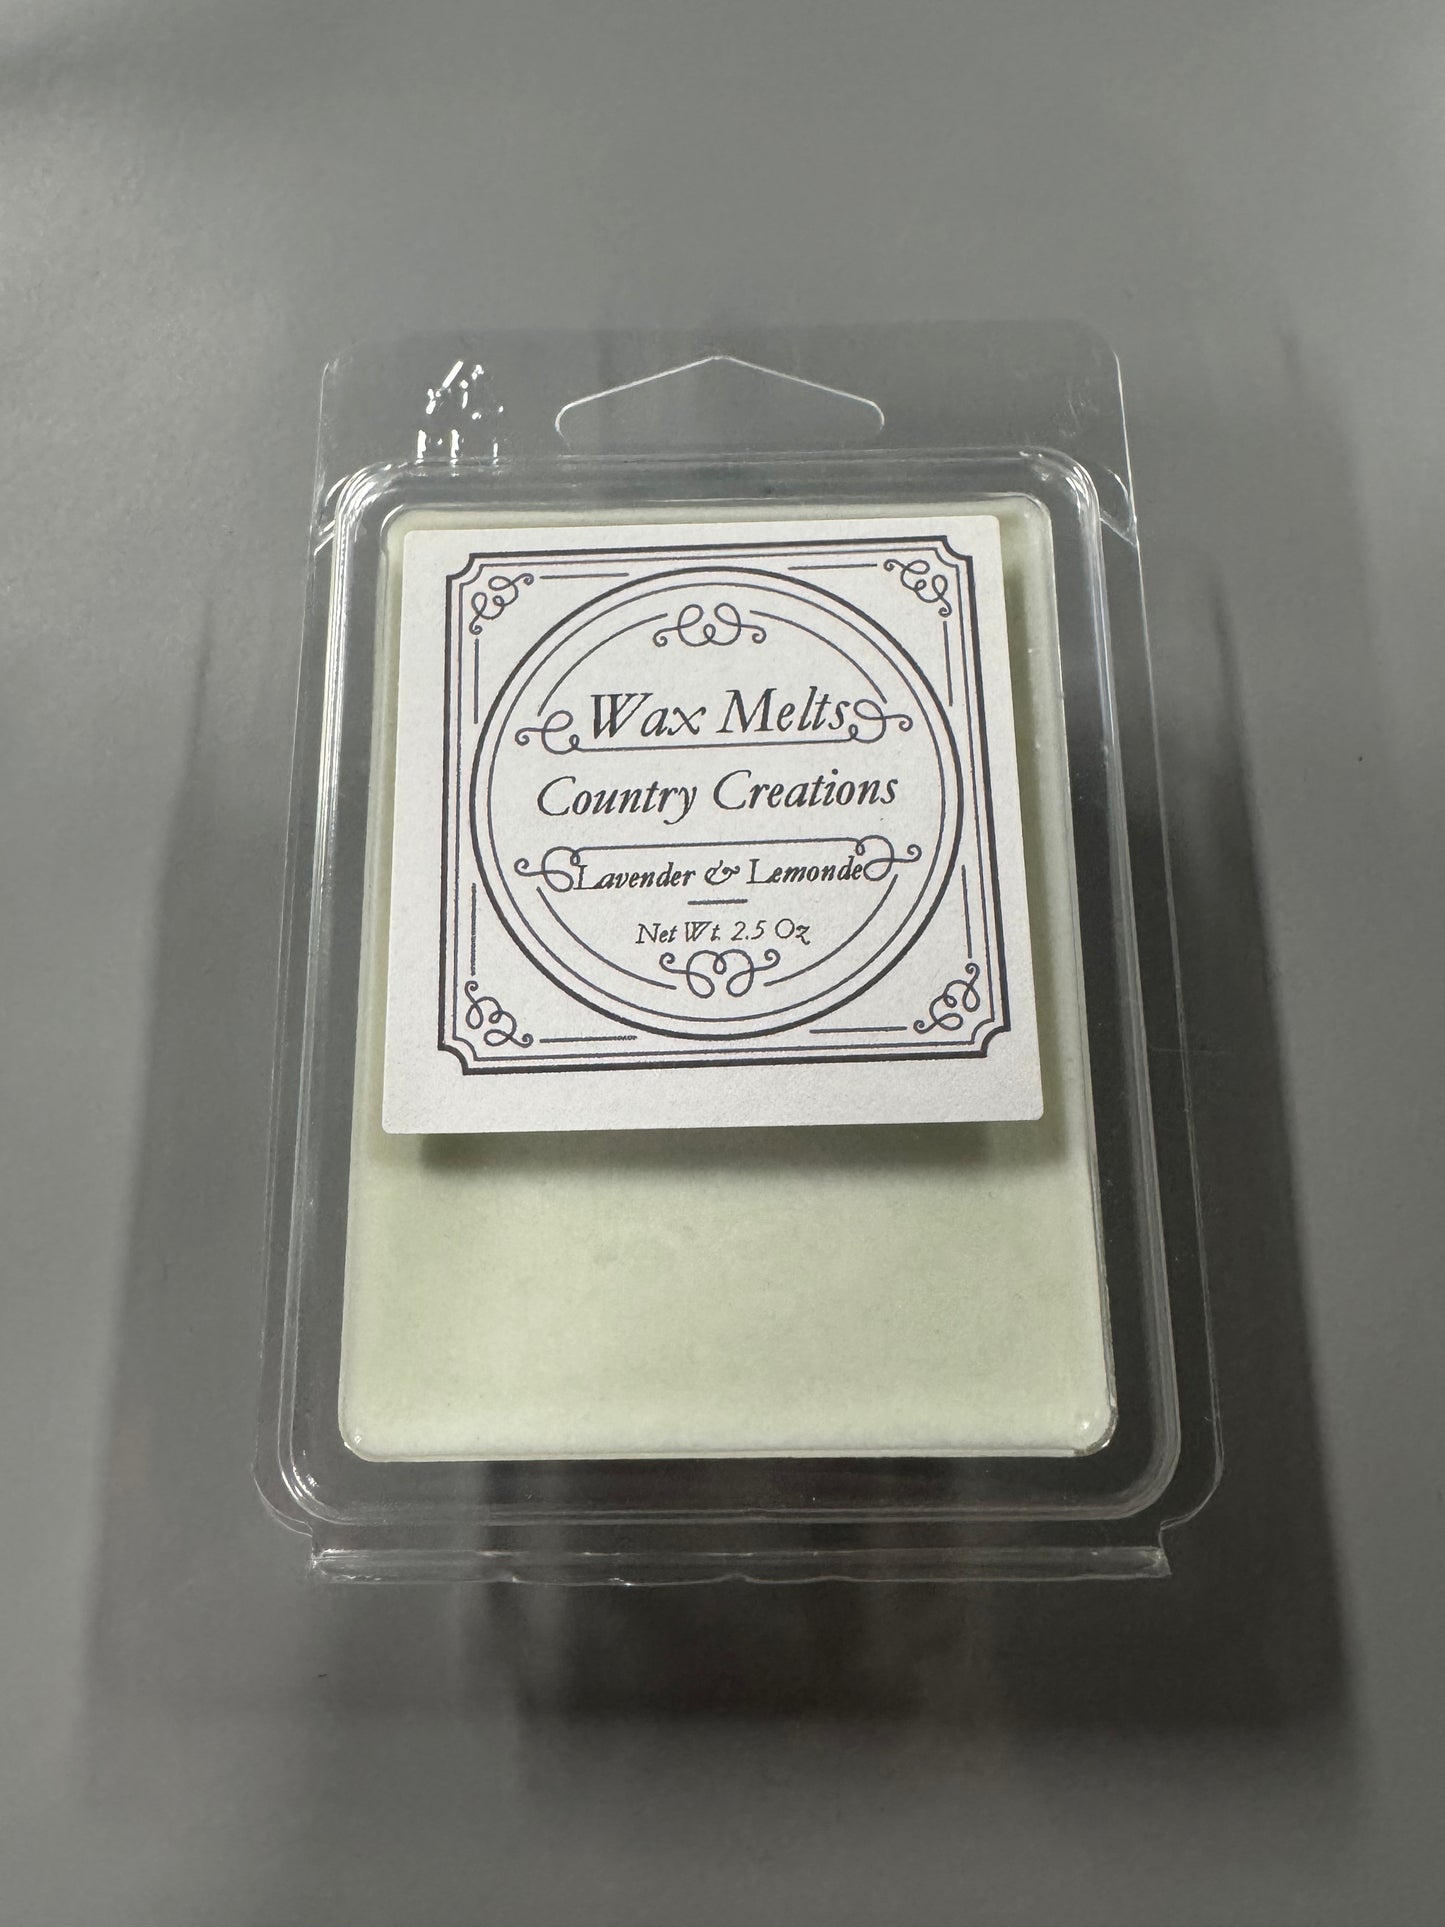 Wax Melts
Country Creations
Lavender & Lemonde
Net Wt. 2.5 Oz